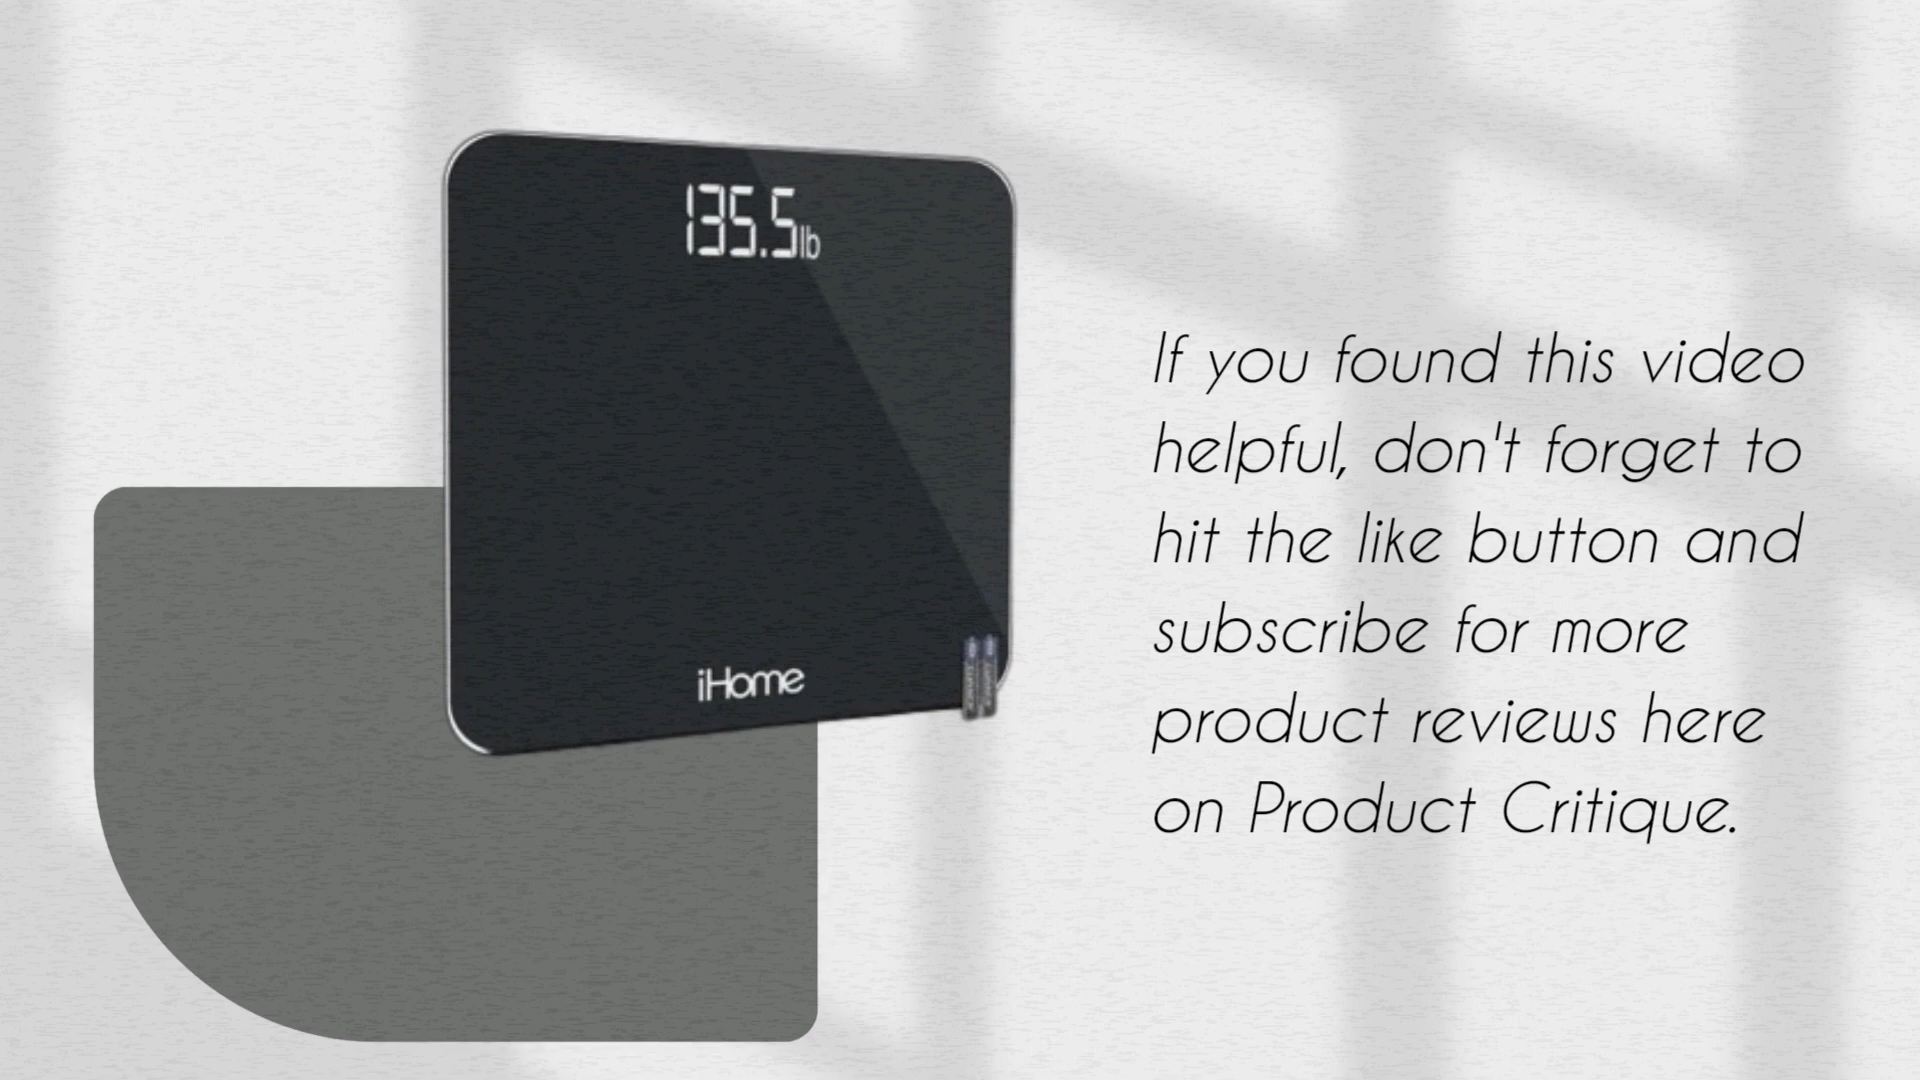 135.5lb
iHome
If you found this video
helpful, don't forget to
hit the like button and
subscribe for more
product reviews here
on Product Critique.